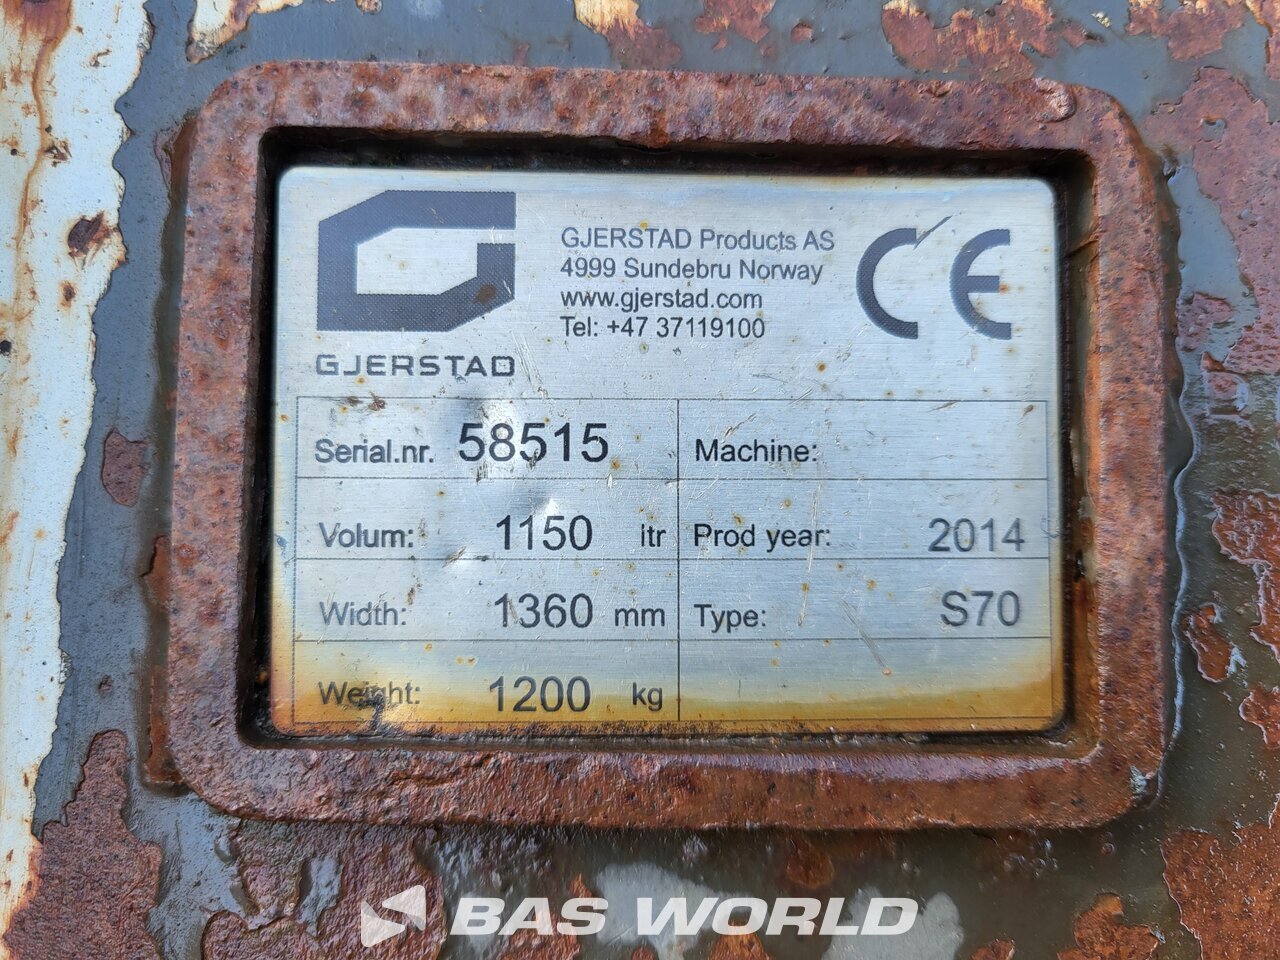 GJERSTAD Products AS
4999 Sundebru Norway
www.gjerstad.com
Tel: +47 37119100
CE
GJERSTAD
Serial.nr. 58515 Machine:
Volum: 1150 itr Prod year: 2014
Width: 1360 mm Type: S70
Weight: 1200 kg
BAS WORLD